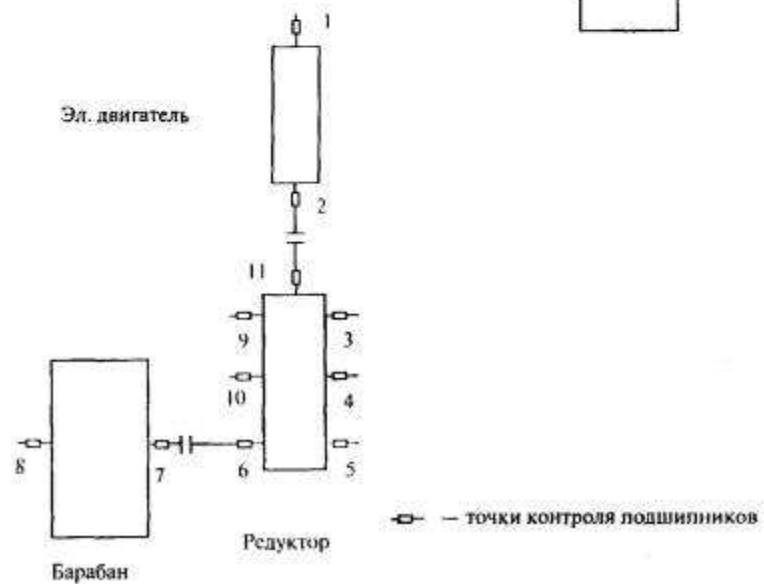 1
Эл. двигатель
2
11
9 3
10 4
8 7 6 5
— точки контроля подшипников
Редуктор
Барабан